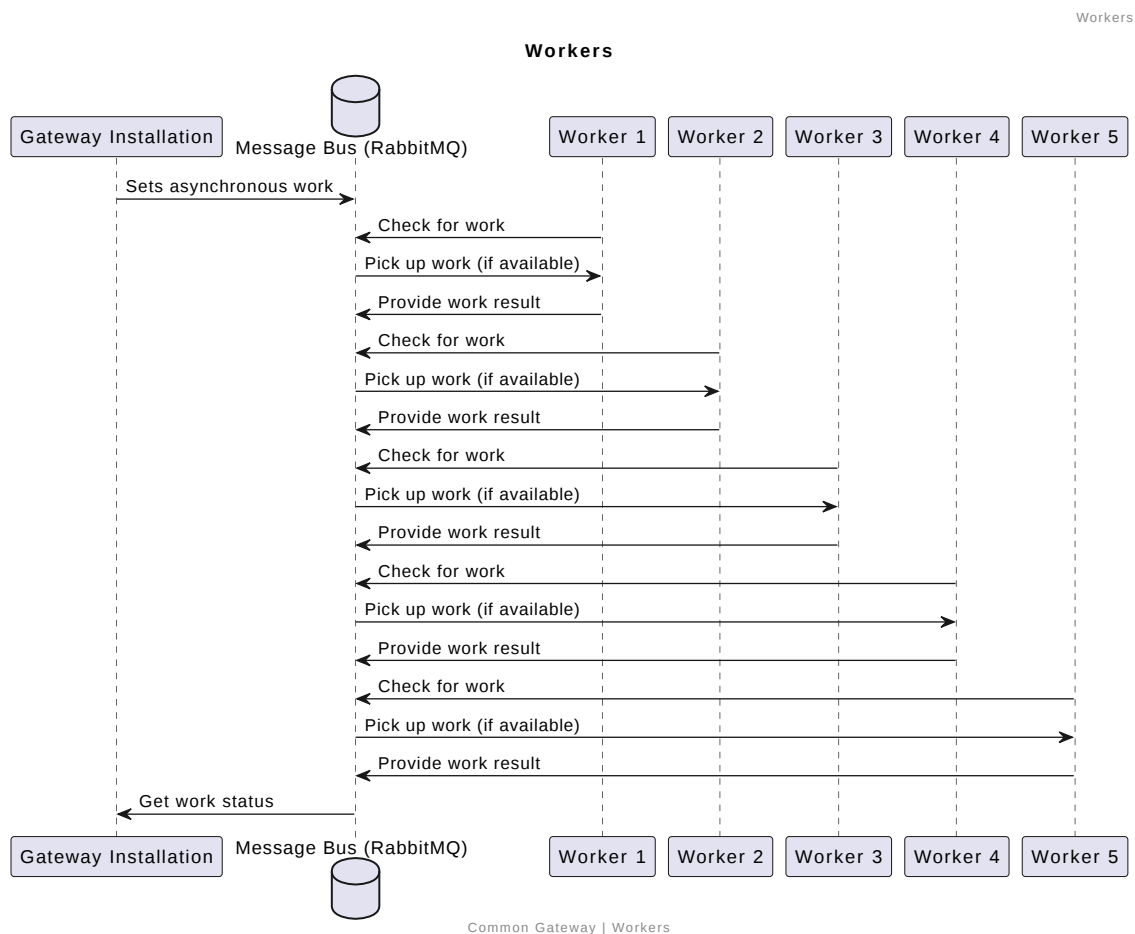 Workers
Workers
Gateway Installation
Message Bus (RabbitMQ)
Worker 1
Worker 2
Worker 3
Worker 4
Worker 5
Sets asynchronous work
Check for work
Pick up work (if available)
Provide work result
Check for work
Pick up work (if available)
Provide work result
Check for work
Pick up work (if available)
Provide work result
Check for work
Pick up work (if available)
Provide work result
Check for work
Pick up work (if available)
Provide work result
Get work status
Gateway Installation
Message Bus (RabbitMQ)
Worker 1
Worker 2
Worker 3
Worker 4
Worker 5
Common Gateway | Workers